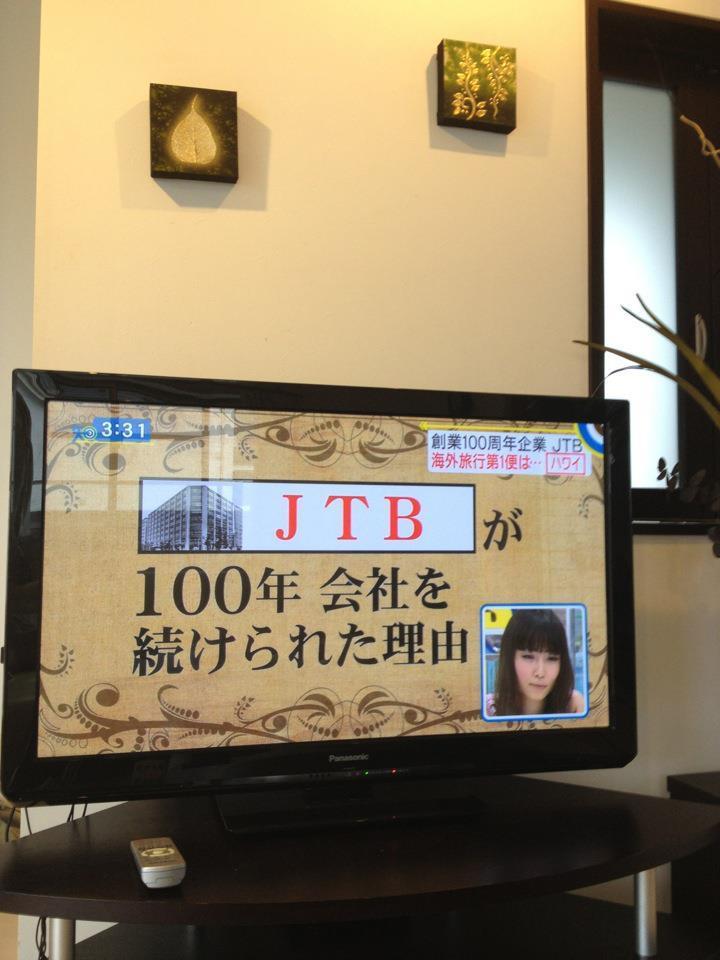 3:31
創業100周年企業 JTB
海外旅行第1便は… ハワイ
JTB が
100年 会社を
続けられた理由
Panasonic